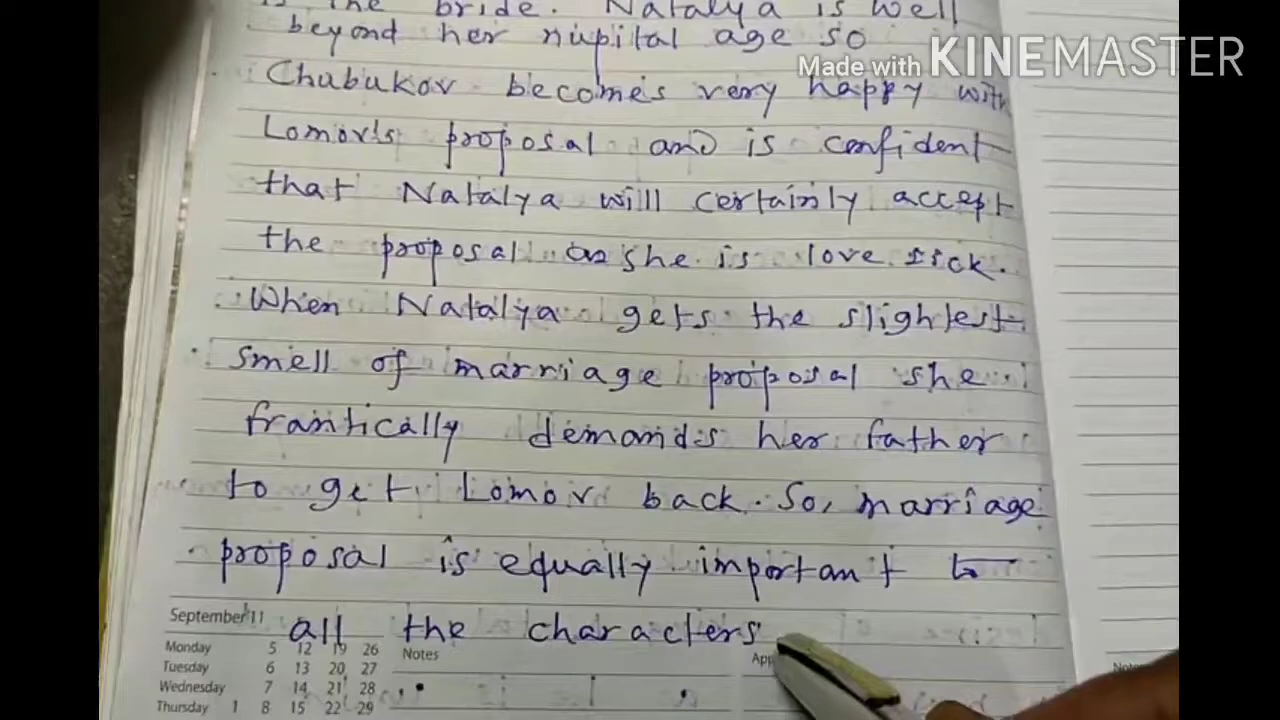 is the bride. Natalya is well
beyond her nupital age so
Made with KINEMASTER
Chubukov becomes very happy with
Lomov's proposal and is confident
that Natalya will certainly accept
the proposal as she is love sick.
When Natalya gets the slightest
smell of marriage proposal she
frantically demands her father
to get Lomov back. So, marriage
proposal is equally important to
all the characters
September 11
Monday 5 12 19 26
Tuesday 6 13 20 27
Wednesday 7 14 21 28
Thursday 1 8 15 22 29
Notes